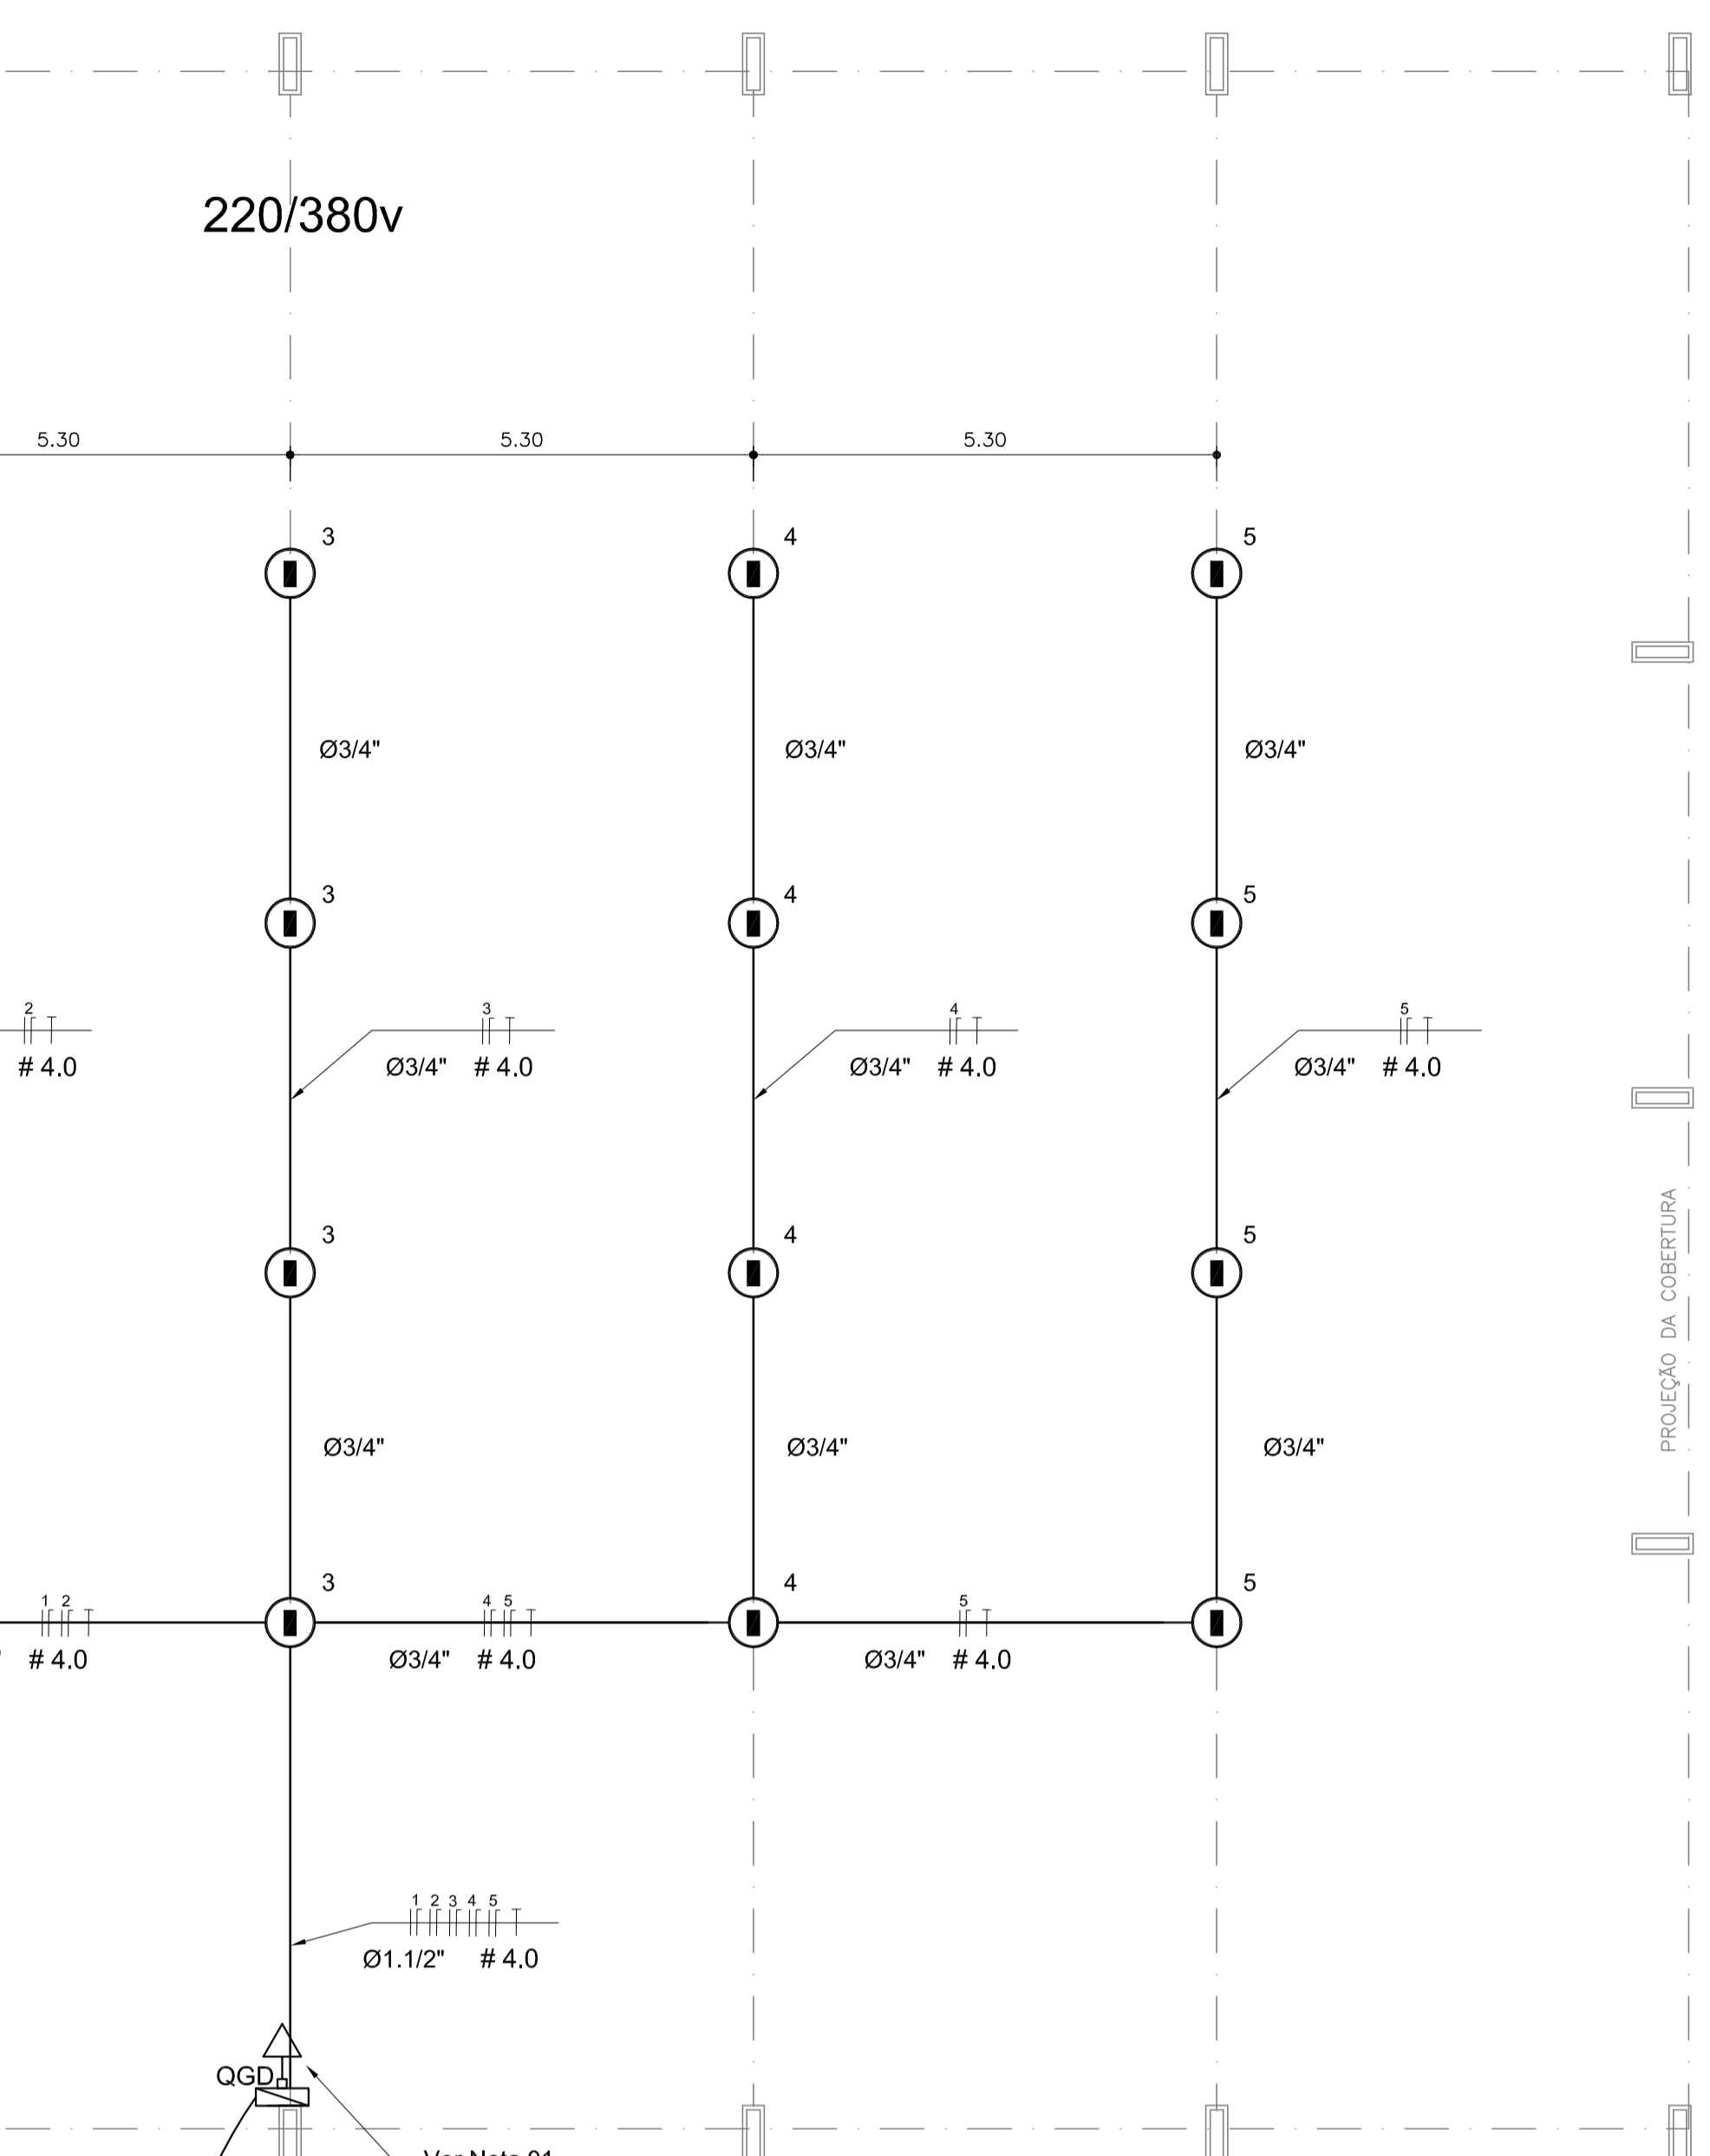 220/380v
5.30 5.30 5.30
3 4 5
Ø3/4" Ø3/4" Ø3/4"
3 4 5
2 3 4 5
# 4.0 Ø3/4" # 4.0 Ø3/4" # 4.0 Ø3/4" # 4.0
3 4 5
PROJEÇÃO DA COBERTURA
Ø3/4" Ø3/4" Ø3/4"
3 4 5
1 2 4 5 5
" # 4.0 Ø3/4" # 4.0 Ø3/4" # 4.0
1 2 3 4 5
Ø1.1/2" # 4.0
QGD
Ver Nota 01